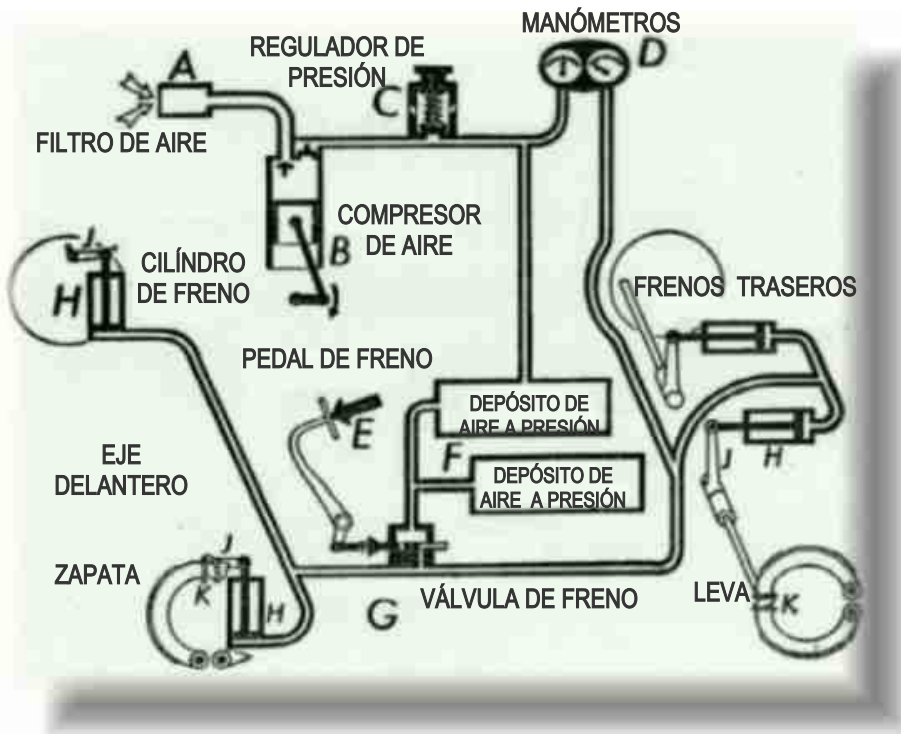 MANÓMETROS
D
REGULADOR DE
PRESIÓN
C
A
FILTRO DE AIRE
COMPRESOR
DE AIRE
B
J
CILÍNDRO
DE FRENO
H
FRENOS TRASEROS
PEDAL DE FRENO
E
DEPÓSITO DE
AIRE A PRESIÓN
F
DEPÓSITO DE
AIRE A PRESIÓN
J
H
EJE
DELANTERO
ZAPATA
J
K
H
G
VÁLVULA DE FRENO
LEVA
K